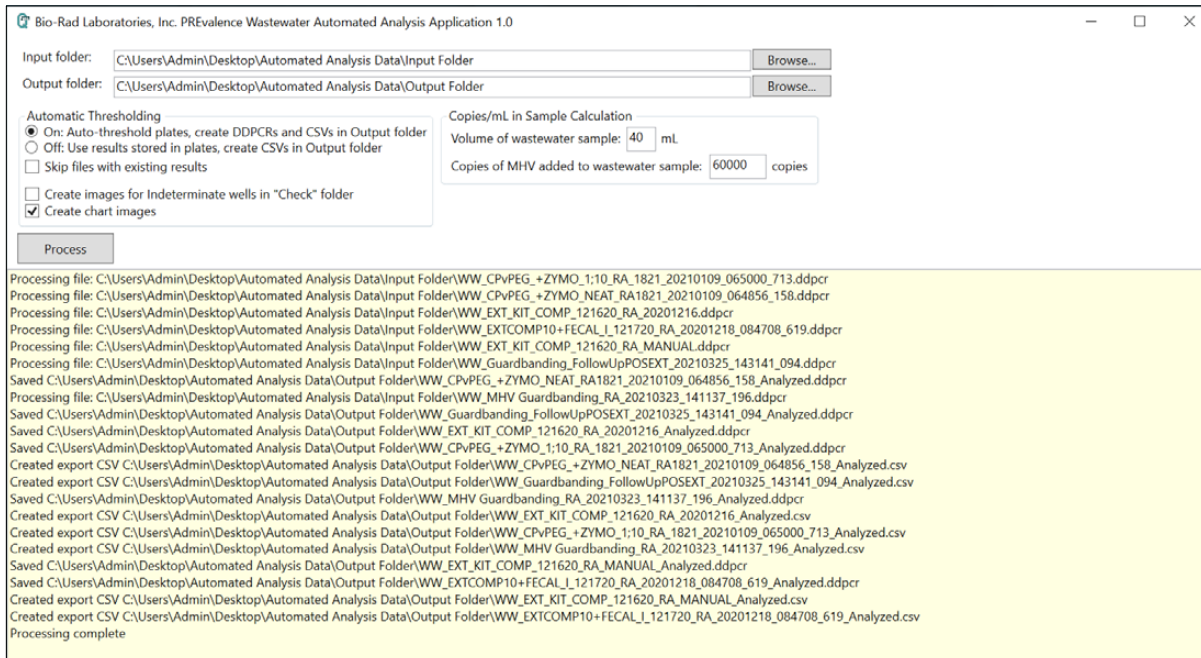 Bio-Rad Laboratories, Inc. PREvalence Wastewater Automated Analysis Application 1.0
Input folder: C:\Users\Admin\Desktop\Automated Analysis Data\Input Folder Browse...
Output folder: C:\Users\Admin\Desktop\Automated Analysis Data\Output Folder Browse...
Automatic Thresholding
On: Auto-threshold plates, create DDPCRs and CSVs in Output folder
Off: Use results stored in plates, create CSVs in Output folder
Skip files with existing results
Create images for Indeterminate wells in "Check" folder
Create chart images
Copies/mL in Sample Calculation
Volume of wastewater sample: 40 mL
Copies of MHV added to wastewater sample: 60000 copies
Process
Processing file: C:\Users\Admin\Desktop\Automated Analysis Data\Input Folder\WW_CPvPEG_+ZYMO_1;10_RA_1821_20210109_065000_713.ddpcr
Processing file: C:\Users\Admin\Desktop\Automated Analysis Data\Input Folder\WW_CPvPEG_+ZYMO_NEAT_RA1821_20210109_064856_158.ddpcr
Processing file: C:\Users\Admin\Desktop\Automated Analysis Data\Input Folder\WW_EXT_KIT_COMP_121620_RA_20201216.ddpcr
Processing file: C:\Users\Admin\Desktop\Automated Analysis Data\Input Folder\WW_EXTCOMP10+FECAL_I_121720_RA_20201218_084708_619.ddpcr
Processing file: C:\Users\Admin\Desktop\Automated Analysis Data\Input Folder\WW_EXT_KIT_COMP_121620_RA_MANUAL.ddpcr
Processing file: C:\Users\Admin\Desktop\Automated Analysis Data\Input Folder\WW_Guardbanding_FollowUpPOSEXT_20210325_143141_094.ddpcr
Saved C:\Users\Admin\Desktop\Automated Analysis Data\Output Folder\WW_CPvPEG_+ZYMO_NEAT_RA1821_20210109_064856_158_Analyzed.ddpcr
Processing file: C:\Users\Admin\Desktop\Automated Analysis Data\Input Folder\WW_MHV Guardbanding_RA_20210323_141137_196.ddpcr
Saved C:\Users\Admin\Desktop\Automated Analysis Data\Output Folder\WW_Guardbanding_FollowUpPOSEXT_20210325_143141_094_Analyzed.ddpcr
Saved C:\Users\Admin\Desktop\Automated Analysis Data\Output Folder\WW_EXT_KIT_COMP_121620_RA_20201216_Analyzed.ddpcr
Saved C:\Users\Admin\Desktop\Automated Analysis Data\Output Folder\WW_CPvPEG_+ZYMO_1;10_RA_1821_20210109_065000_713_Analyzed.ddpcr
Created export CSV C:\Users\Admin\Desktop\Automated Analysis Data\Output Folder\WW_CPvPEG_+ZYMO_NEAT_RA1821_20210109_064856_158_Analyzed.csv
Created export CSV C:\Users\Admin\Desktop\Automated Analysis Data\Output Folder\WW_Guardbanding_FollowUpPOSEXT_20210325_143141_094_Analyzed.csv
Saved C:\Users\Admin\Desktop\Automated Analysis Data\Output Folder\WW_MHV Guardbanding_RA_20210323_141137_196_Analyzed.ddpcr
Created export CSV C:\Users\Admin\Desktop\Automated Analysis Data\Output Folder\WW_EXT_KIT_COMP_121620_RA_20201216_Analyzed.csv
Created export CSV C:\Users\Admin\Desktop\Automated Analysis Data\Output Folder\WW_CPvPEG_+ZYMO_1;10_RA_1821_20210109_065000_713_Analyzed.csv
Created export CSV C:\Users\Admin\Desktop\Automated Analysis Data\Output Folder\WW_MHV Guardbanding_RA_20210323_141137_196_Analyzed.csv
Saved C:\Users\Admin\Desktop\Automated Analysis Data\Output Folder\WW_EXT_KIT_COMP_121620_RA_MANUAL_Analyzed.ddpcr
Saved C:\Users\Admin\Desktop\Automated Analysis Data\Output Folder\WW_EXTCOMP10+FECAL_I_121720_RA_20201218_084708_619_Analyzed.ddpcr
Created export CSV C:\Users\Admin\Desktop\Automated Analysis Data\Output Folder\WW_EXT_KIT_COMP_121620_RA_MANUAL_Analyzed.csv
Created export CSV C:\Users\Admin\Desktop\Automated Analysis Data\Output Folder\WW_EXTCOMP10+FECAL_I_121720_RA_20201218_084708_619_Analyzed.csv
Processing complete